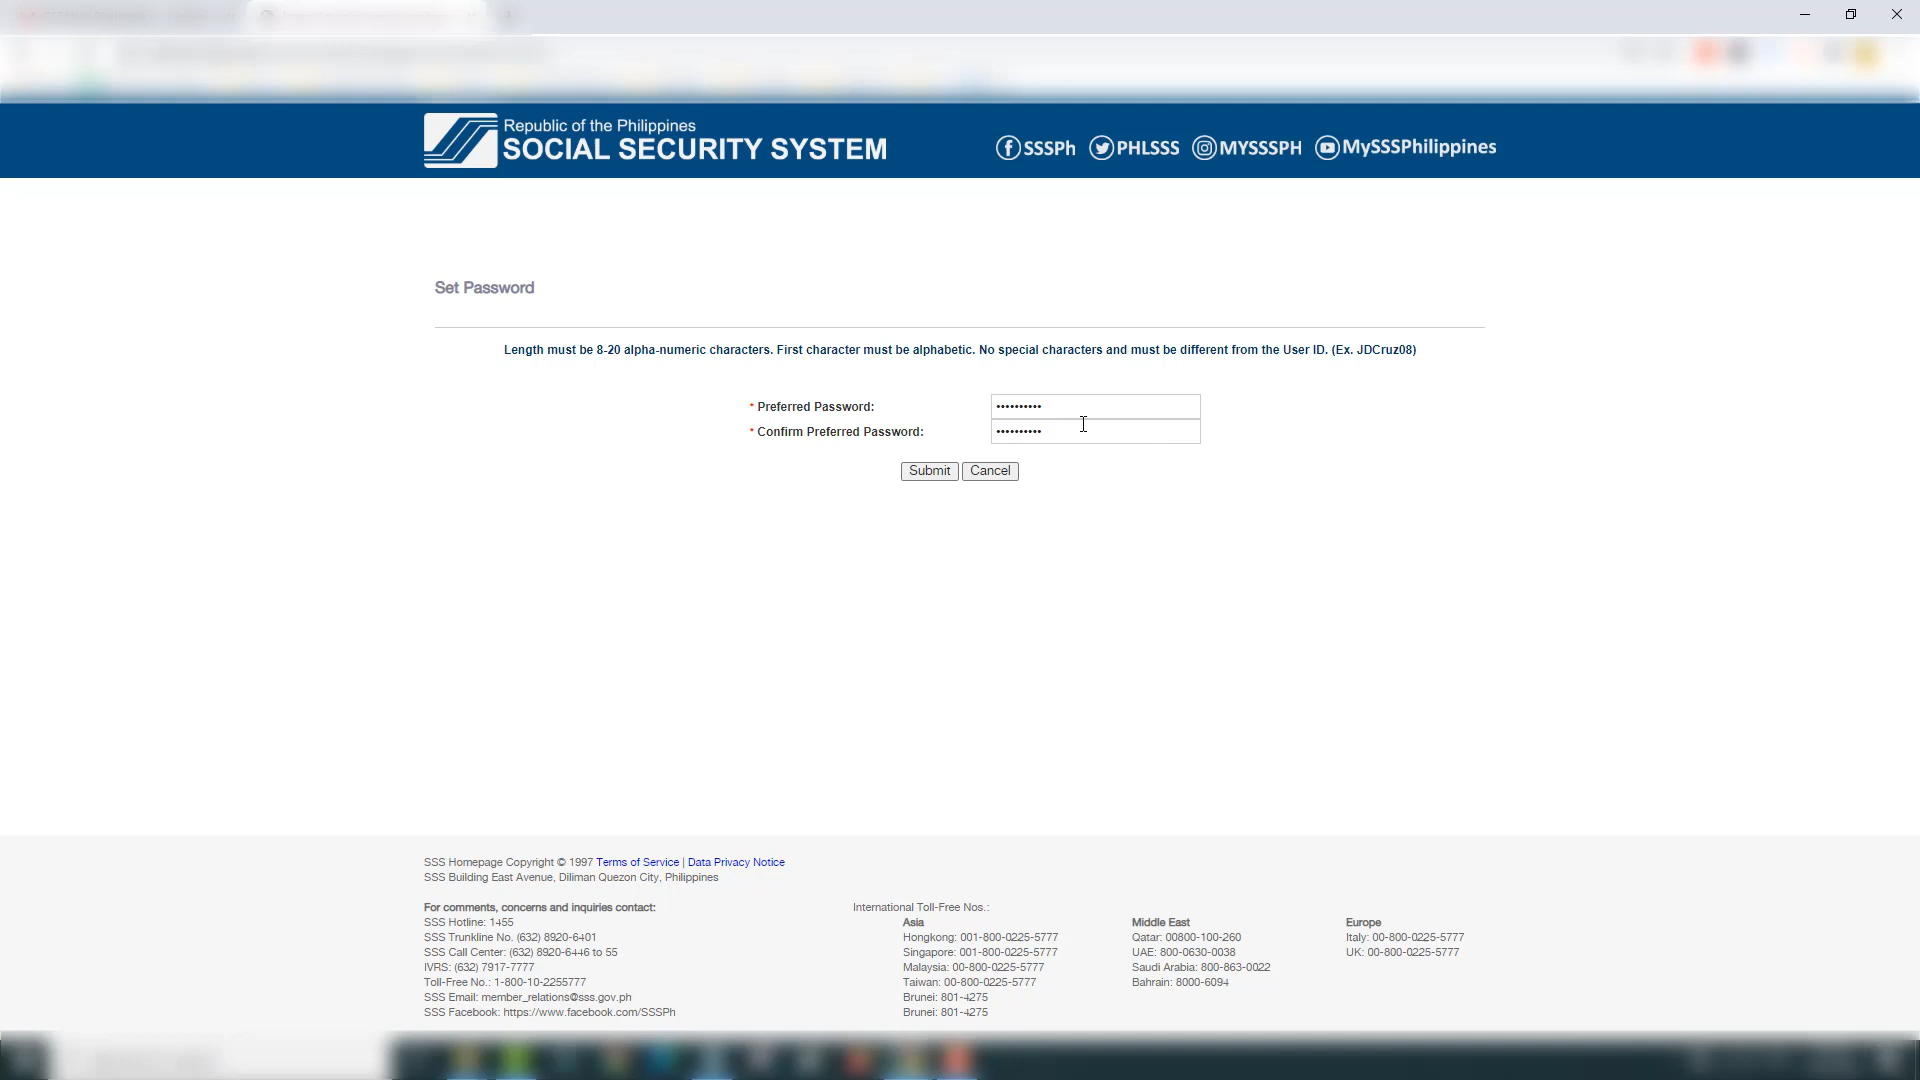 Republic of the Philippines
SOCIAL SECURITY SYSTEM
SSSPh PHLSSS MYSSSPH MySSSPhilippines
Set Password
Length must be 8-20 alpha-numeric characters. First character must be alphabetic. No special characters and must be different from the User ID. (Ex. JDCruz08)
* Preferred Password: ••••••••••
* Confirm Preferred Password: ••••••••••
Submit Cancel
SSS Homepage Copyright © 1997 Terms of Service | Data Privacy Notice
SSS Building East Avenue, Diliman Quezon City, Philippines
For comments, concerns and inquiries contact:
SSS Hotline: 1455
SSS Trunkline No. (632) 8920-6401
SSS Call Center: (632) 8920-6446 to 55
IVRS: (632) 7917-7777
Toll-Free No.: 1-800-10-2255777
SSS Email: member_relations@sss.gov.ph
SSS Facebook: https://www.facebook.com/SSSPh
International Toll-Free Nos.:
Asia
Hongkong: 001-800-0225-5777
Singapore: 001-800-0225-5777
Malaysia: 00-800-0225-5777
Taiwan: 00-800-0225-5777
Brunei: 801-4275
Brunei: 801-4275
Middle East
Qatar: 00800-100-260
UAE: 800-0630-0038
Saudi Arabia: 800-863-0022
Bahrain: 8000-6094
Europe
Italy: 00-800-0225-5777
UK: 00-800-0225-5777